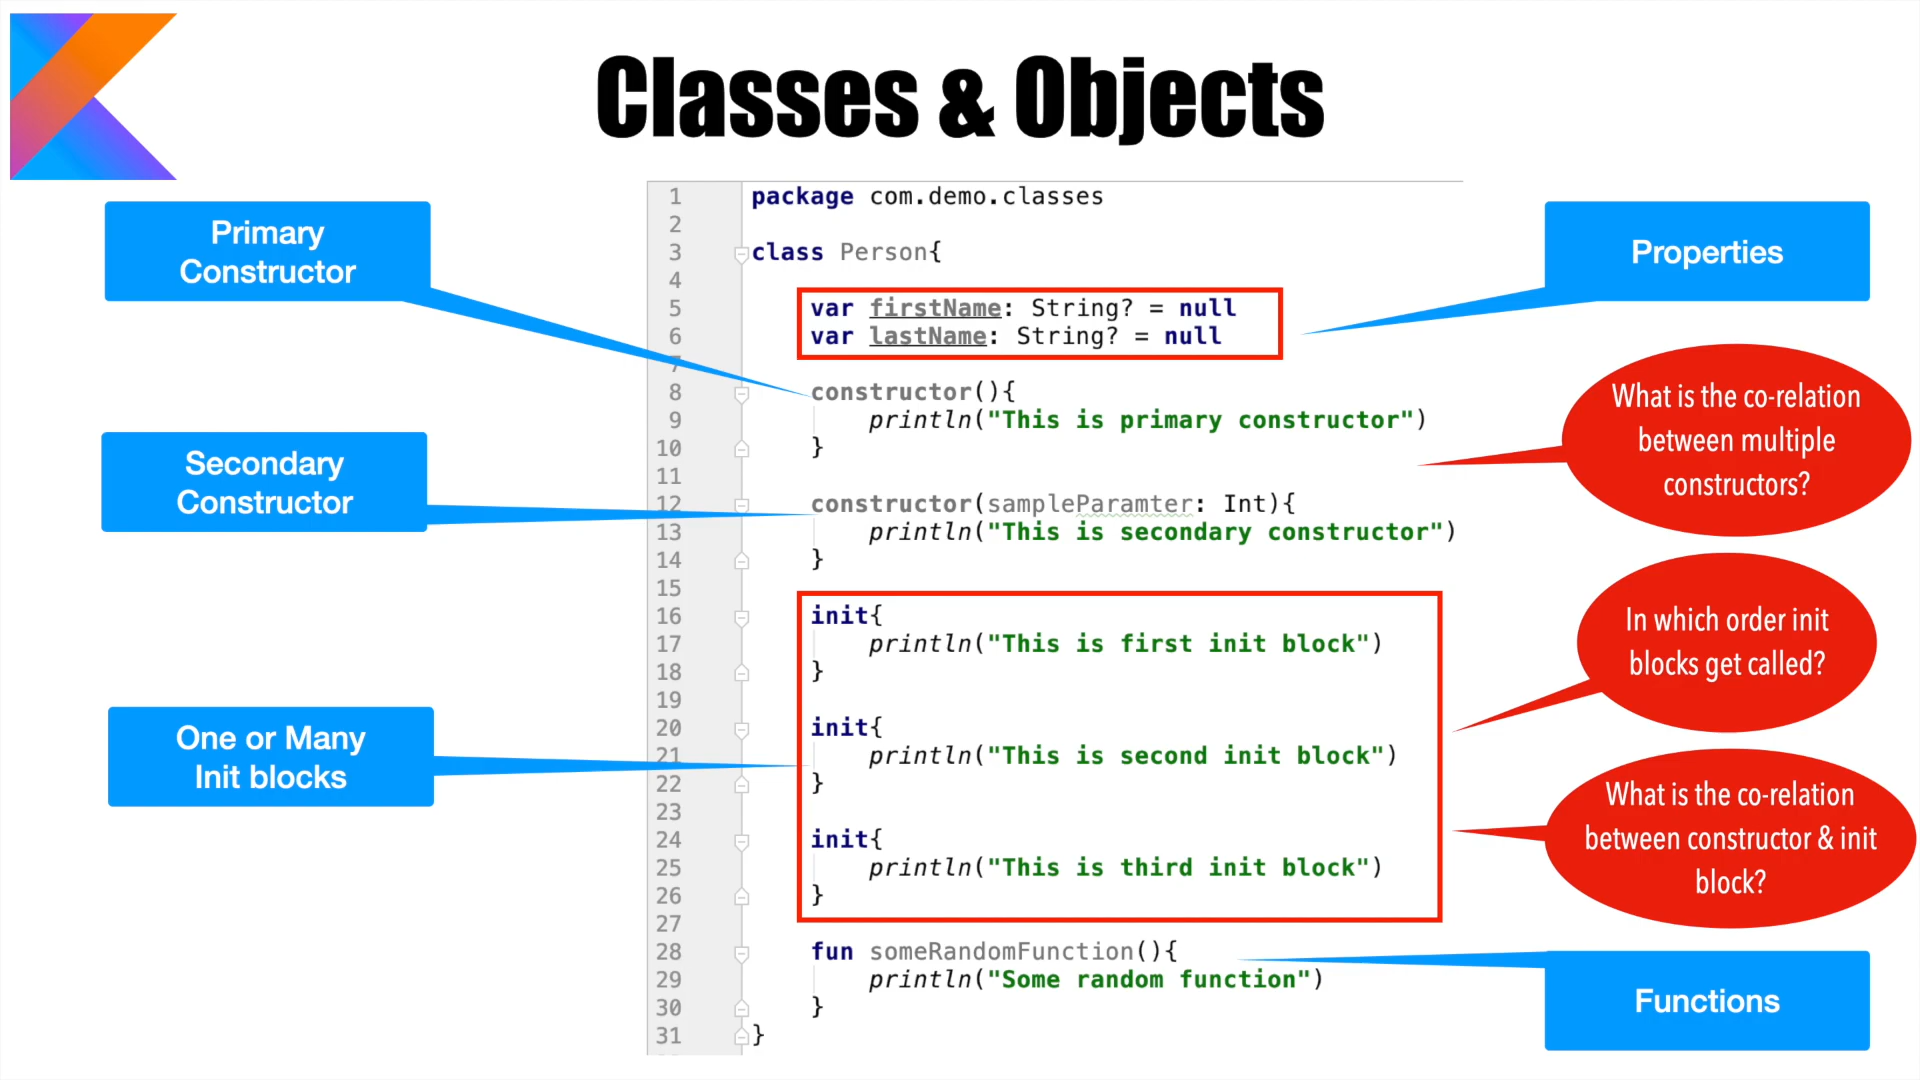 Classes & Objects
Primary
Constructor
Secondary
Constructor
One or Many
Init blocks
1 package com.demo.classes
2
3 class Person{
4
5 var firstName: String? = null
6 var lastName: String? = null
7
8 constructor(){
9 println("This is primary constructor")
10 }
11
12 constructor(sampleParamter: Int){
13 println("This is secondary constructor")
14 }
15
16 init{
17 println("This is first init block")
18 }
19
20 init{
21 println("This is second init block")
22 }
23
24 init{
25 println("This is third init block")
26 }
27
28 fun someRandomFunction(){
29 println("Some random function")
30 }
31 }
Properties
What is the co-relation
between multiple
constructors?
In which order init
blocks get called?
What is the co-relation
between constructor & init
block?
Functions